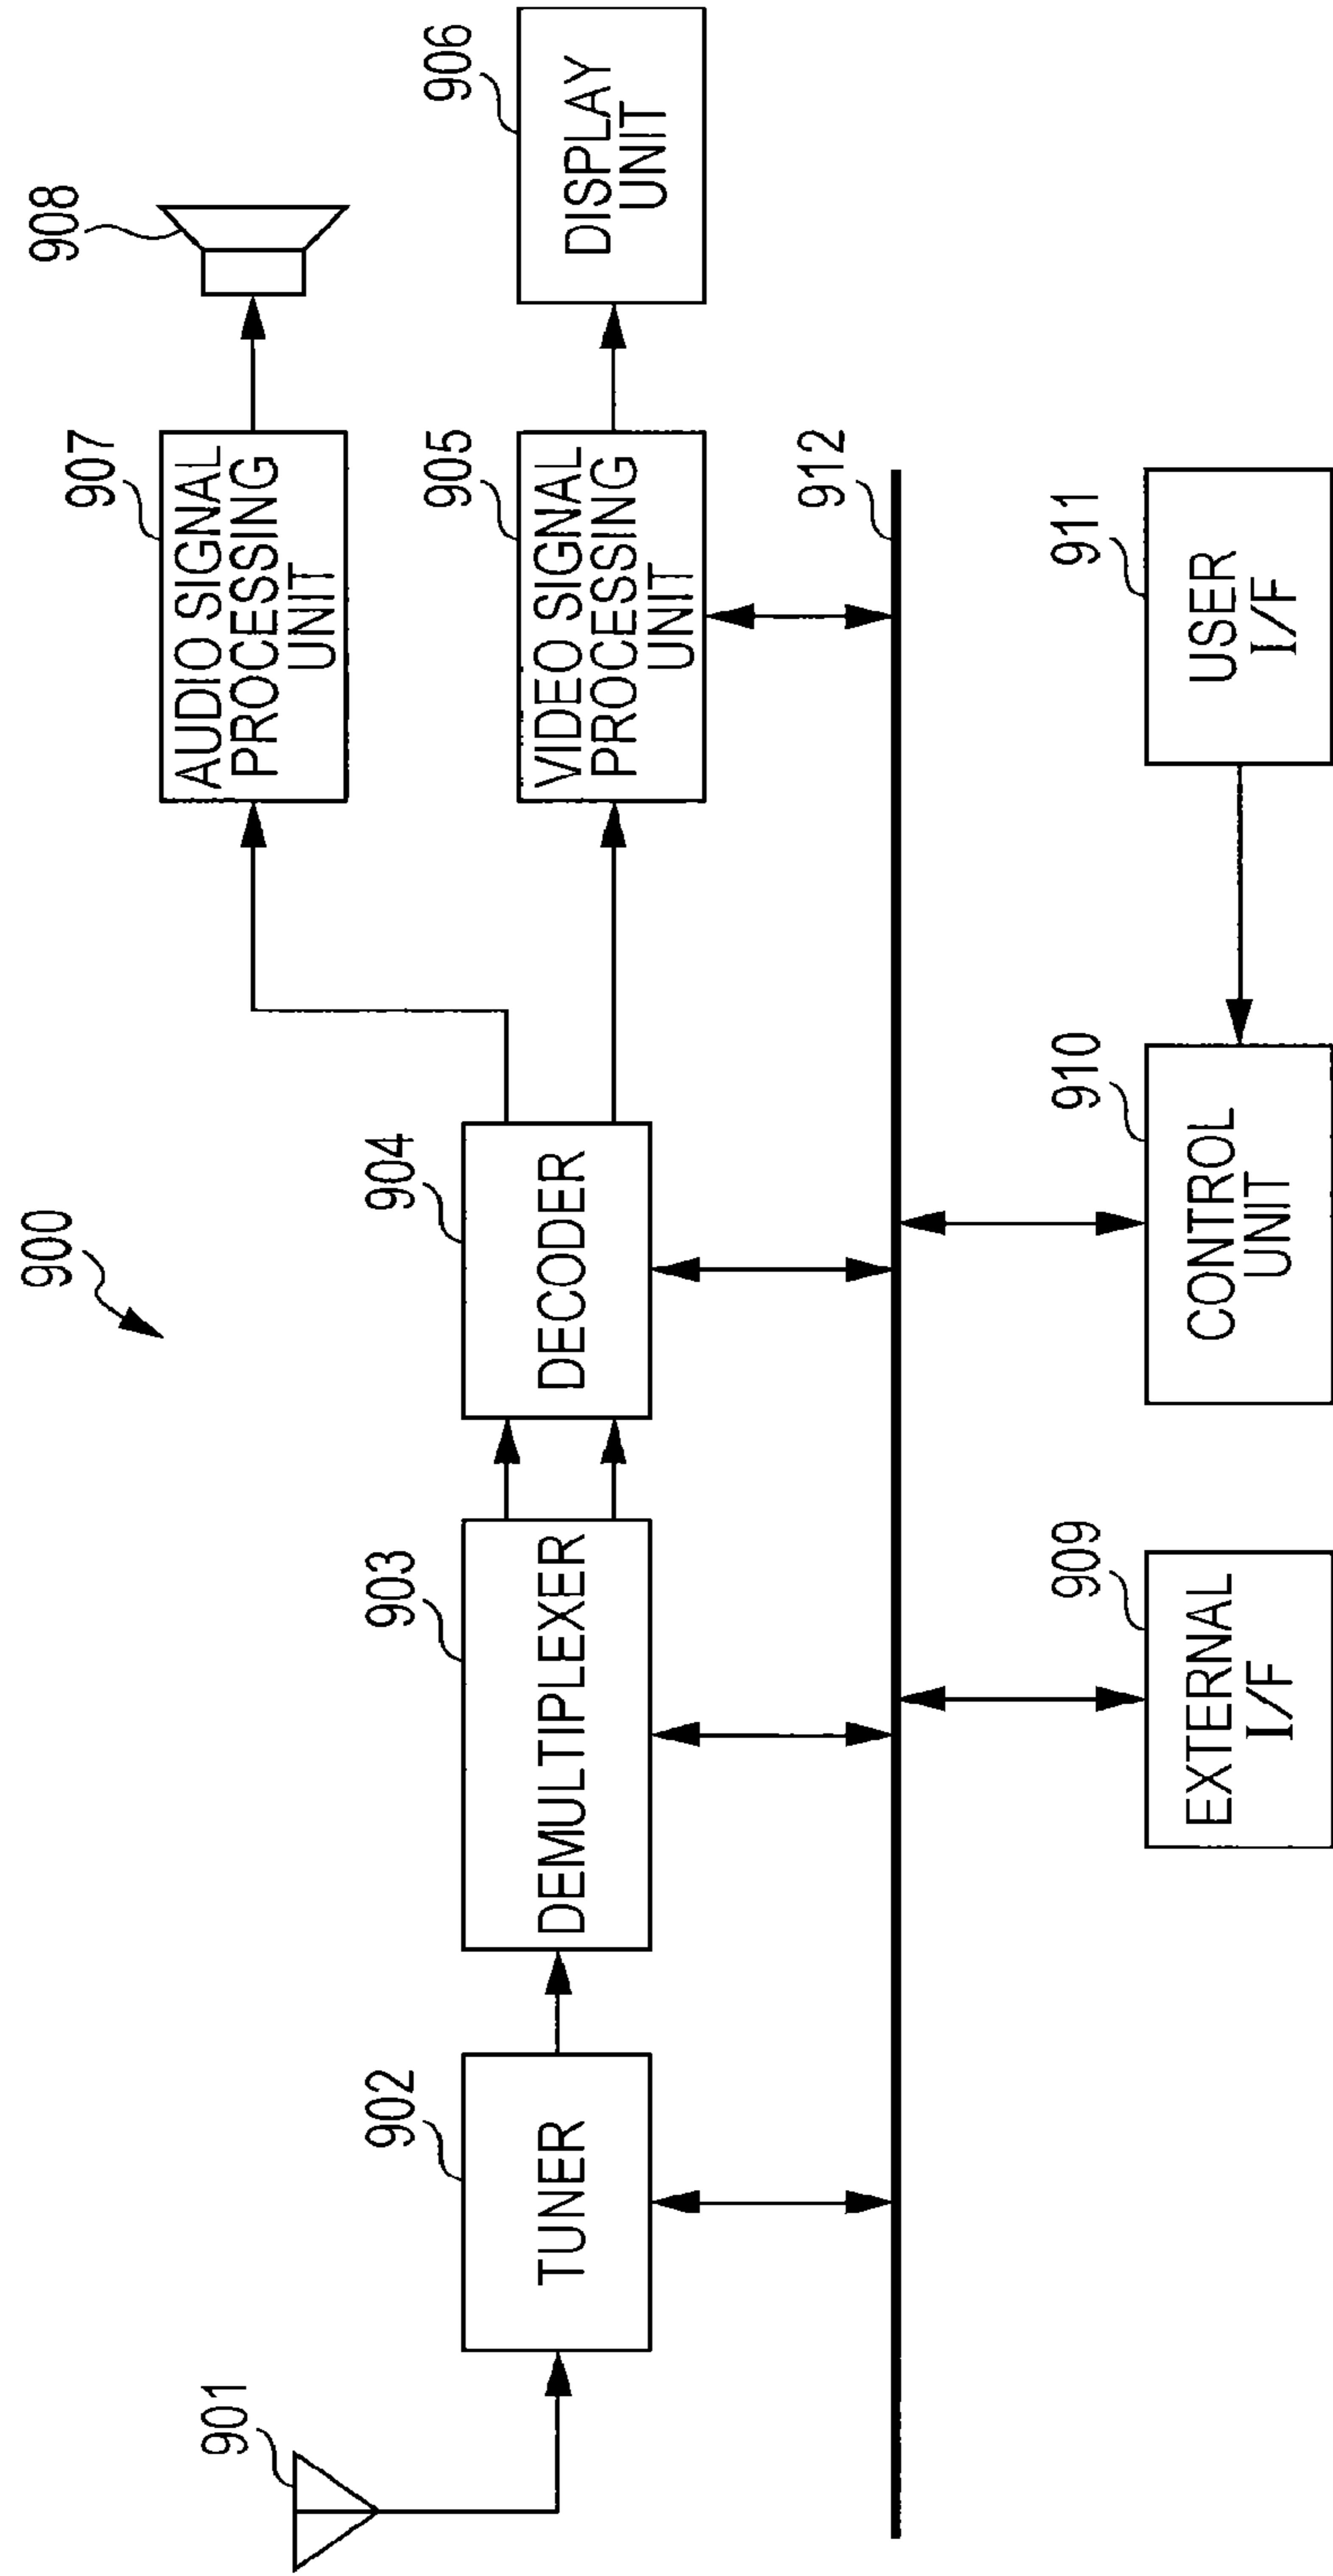 900
901
902
TUNER
903
DEMULTIPLEXER
904
DECODER
907
AUDIO SIGNAL
PROCESSING
UNIT
908
905
VIDEO SIGNAL
PROCESSING
UNIT
906
DISPLAY
UNIT
912
909
EXTERNAL
I/F
910
CONTROL
UNIT
911
USER
I/F